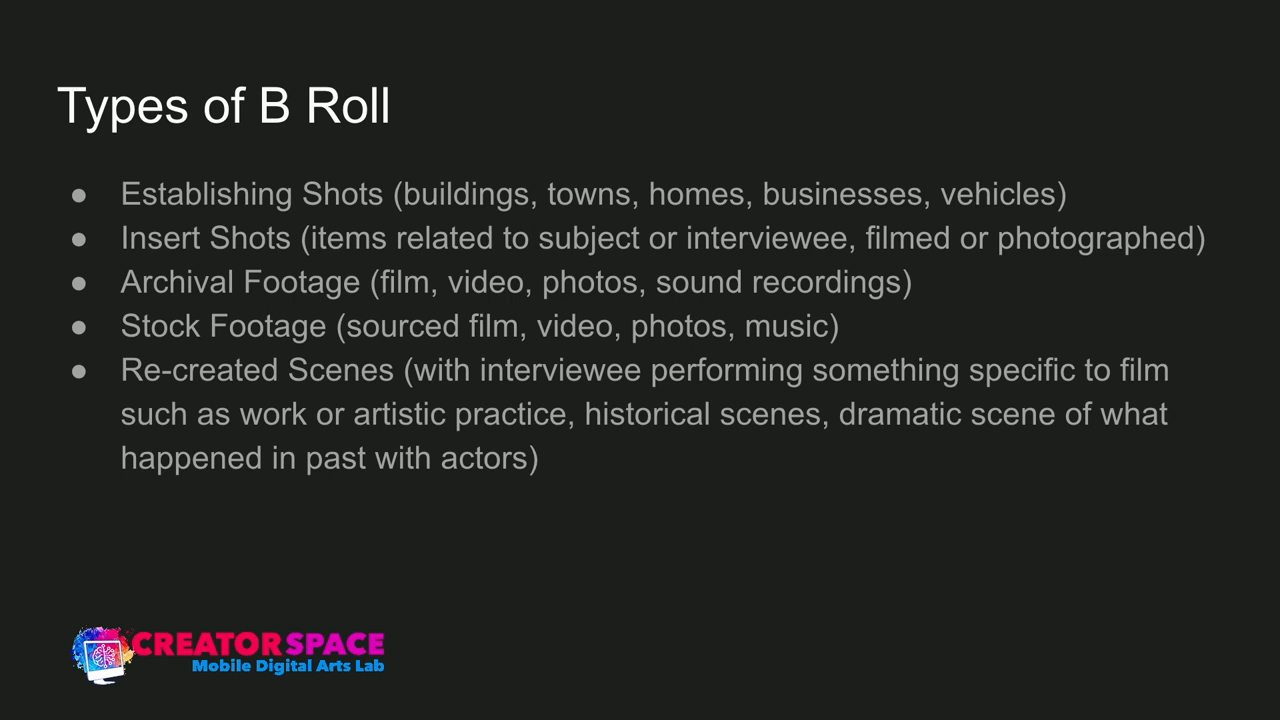 Types of B Roll
● Establishing Shots (buildings, towns, homes, businesses, vehicles)
● Insert Shots (items related to subject or interviewee, filmed or photographed)
● Archival Footage (film, video, photos, sound recordings)
● Stock Footage (sourced film, video, photos, music)
● Re-created Scenes (with interviewee performing something specific to film
such as work or artistic practice, historical scenes, dramatic scene of what
happened in past with actors)
CREATORSPACE
Mobile Digital Arts Lab